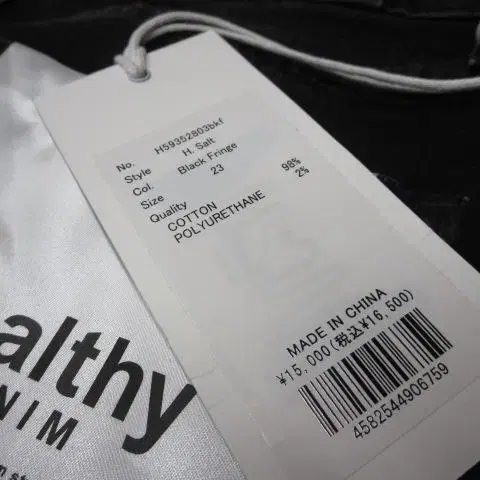 No. H59352803bkf
Style H. Salt
Col. Black Fringe
Size 23
Quality
COTTON 98%
POLYURETHANE 2%
MADE IN CHINA
¥15,000(税込¥16,500)
4582544906759
althy
NIM